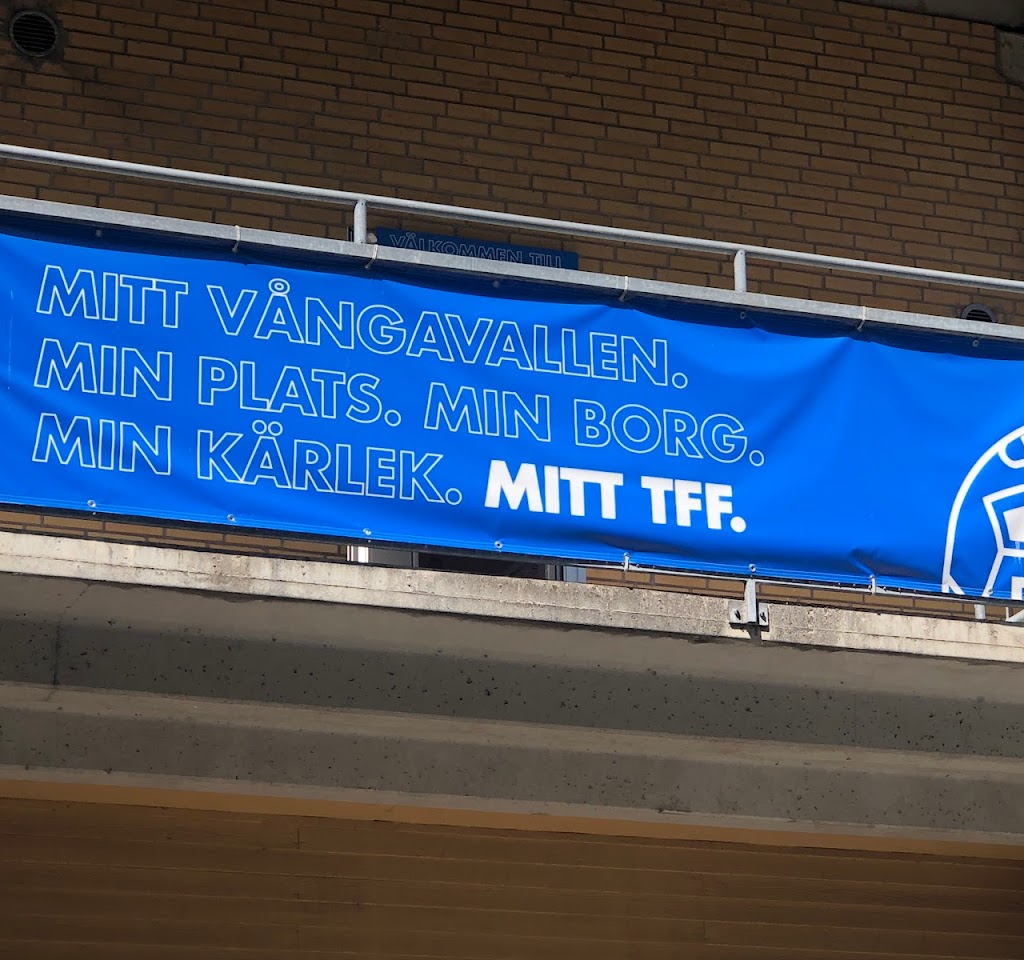 VÄLKOMMEN TILL
MITT VÅNGAVALLEN.
MIN PLATS. MIN BORG.
MIN KÄRLEK. MITT TFF.